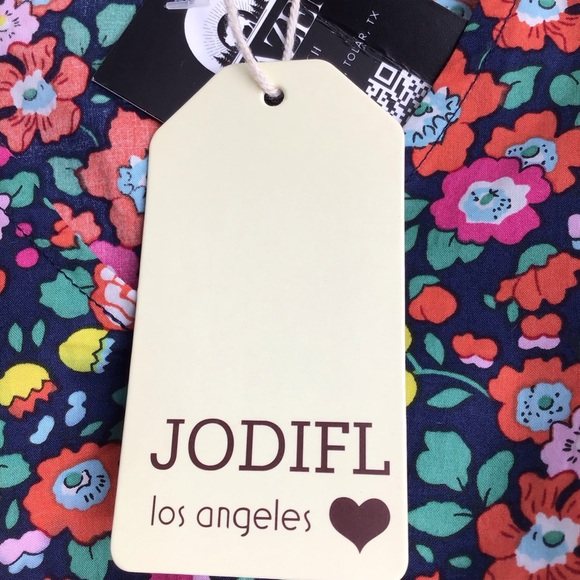 TOLAR, TX
JODIFL
los angeles